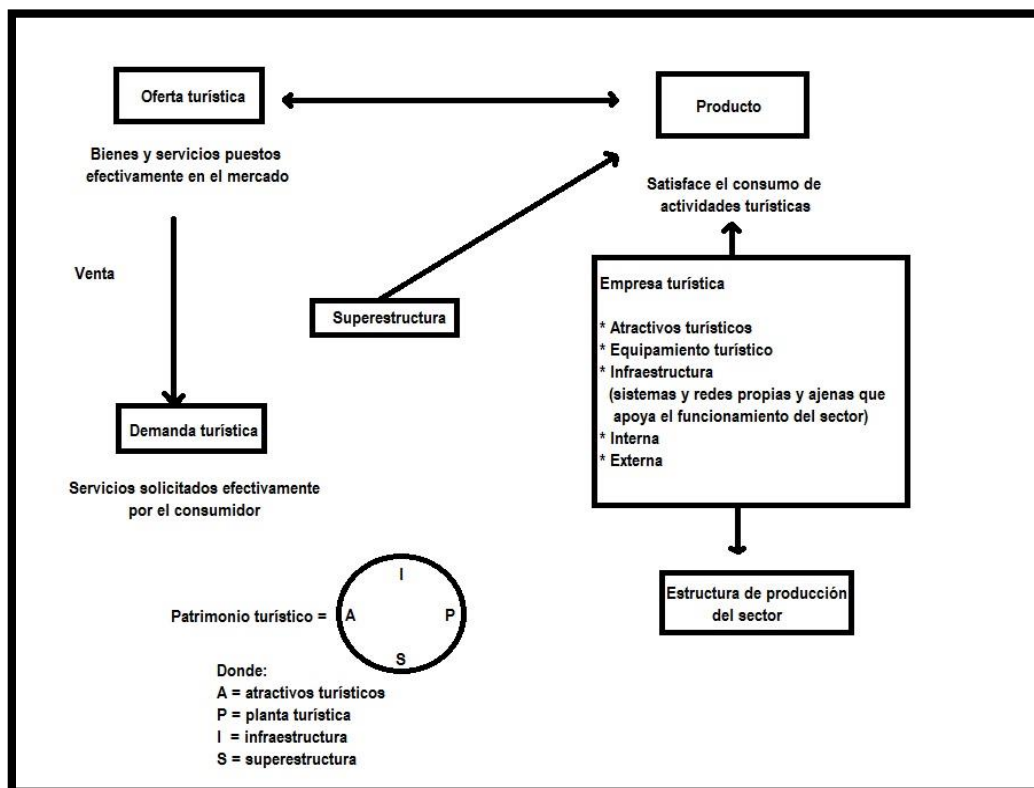 Oferta turística
Producto
Bienes y servicios puestos
efectivamente en el mercado
Satisface el consumo de
actividades turísticas
Venta
Superestructura
Empresa turística
* Atractivos turísticos
* Equipamiento turístico
* Infraestructura
(sistemas y redes propias y ajenas que
apoya el funcionamiento del sector)
* Interna
* Externa
Demanda turística
Servicios solicitados efectivamente
por el consumidor
Estructura de producción
del sector
I
Patrimonio turístico = A P
S
Donde:
A = atractivos turísticos
P = planta turística
I = infraestructura
S = superestructura